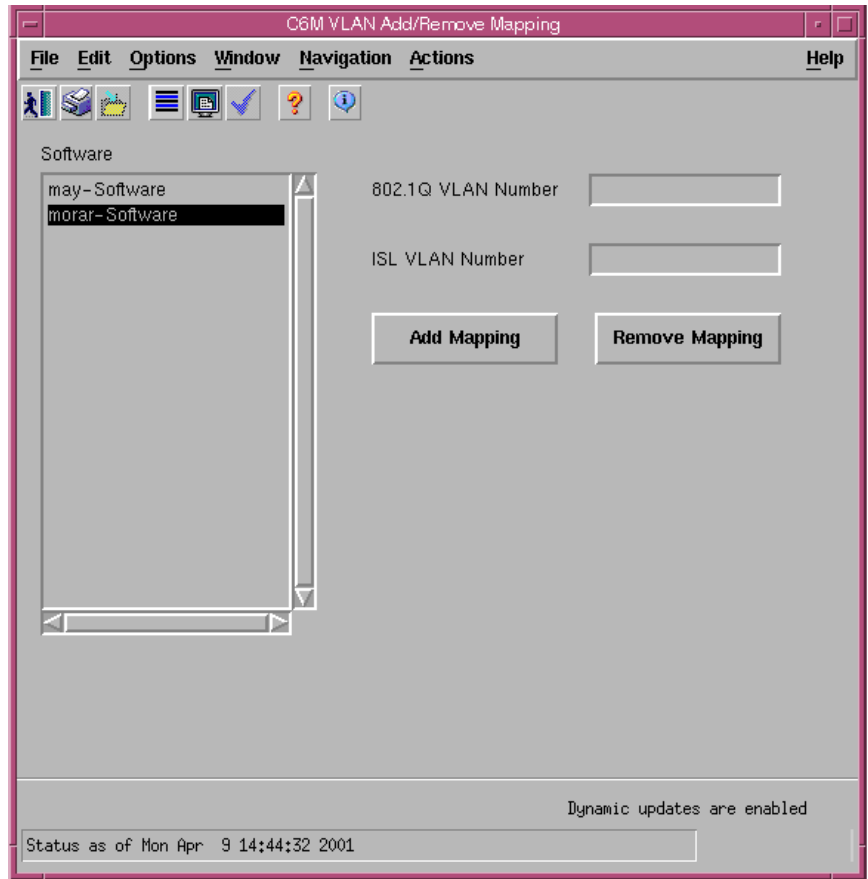 C6M VLAN Add/Remove Mapping
File Edit Options Window Navigation Actions Help
Software
may-Software
morar-Software
802.1Q VLAN Number
ISL VLAN Number
Add Mapping Remove Mapping
Dynamic updates are enabled
Status as of Mon Apr  9 14:44:32 2001